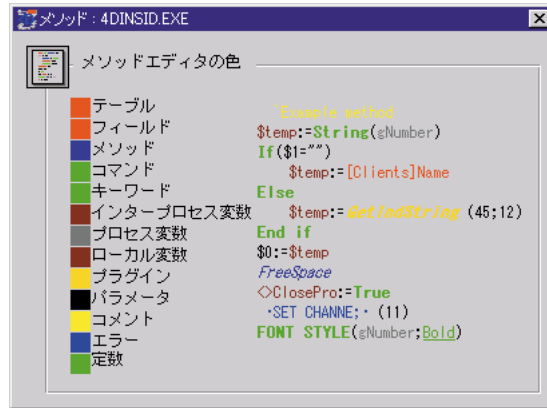 メソッド : 4DINSID.EXE
メソッドエディタの色
テーブル
フィールド
メソッド
コマンド
キーワード
インタープロセス変数
プロセス変数
ローカル変数
プラグイン
パラメータ
コメント
エラー
定数
`Example method
$temp:=String(gNumber)
If($1="")
$temp:=[Clients]Name
Else
$temp:=GetIndString (45;12)
End if
$0:=$temp
FreeSpace
<>ClosePro:=True
·SET CHANNE;· (11)
FONT STYLE(gNumber;Bold)